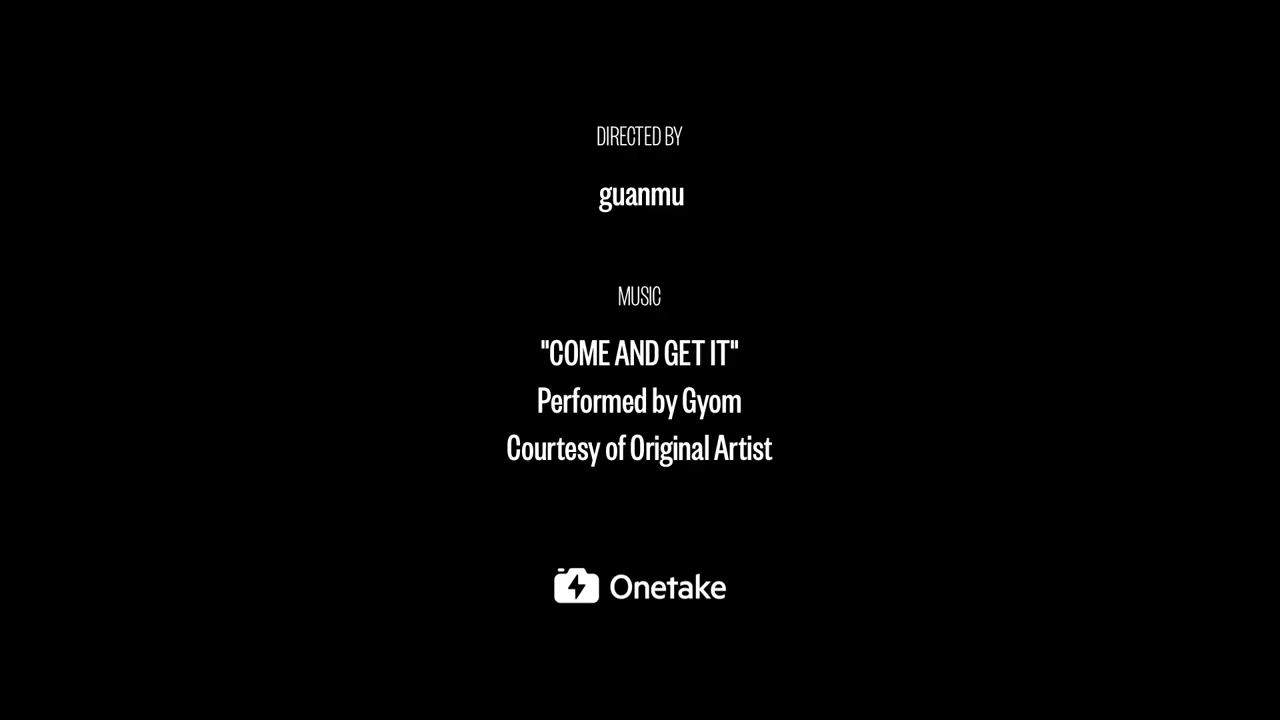 DIRECTED BY
guanmu
MUSIC
"COME AND GET IT"
Performed by Gyom
Courtesy of Original Artist
Onetake